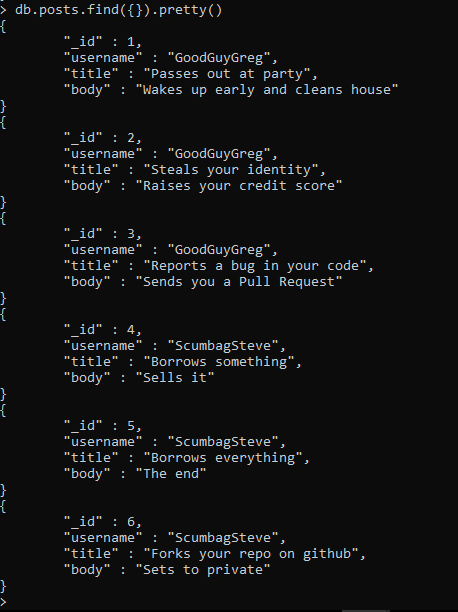 > db.posts.find({}).pretty()
{
        "_id" : 1,
        "username" : "GoodGuyGreg",
        "title" : "Passes out at party",
        "body" : "Wakes up early and cleans house"
}
{
        "_id" : 2,
        "username" : "GoodGuyGreg",
        "title" : "Steals your identity",
        "body" : "Raises your credit score"
}
{
        "_id" : 3,
        "username" : "GoodGuyGreg",
        "title" : "Reports a bug in your code",
        "body" : "Sends you a Pull Request"
}
{
        "_id" : 4,
        "username" : "ScumbagSteve",
        "title" : "Borrows something",
        "body" : "Sells it"
}
{
        "_id" : 5,
        "username" : "ScumbagSteve",
        "title" : "Borrows everything",
        "body" : "The end"
}
{
        "_id" : 6,
        "username" : "ScumbagSteve",
        "title" : "Forks your repo on github",
        "body" : "Sets to private"
}
>